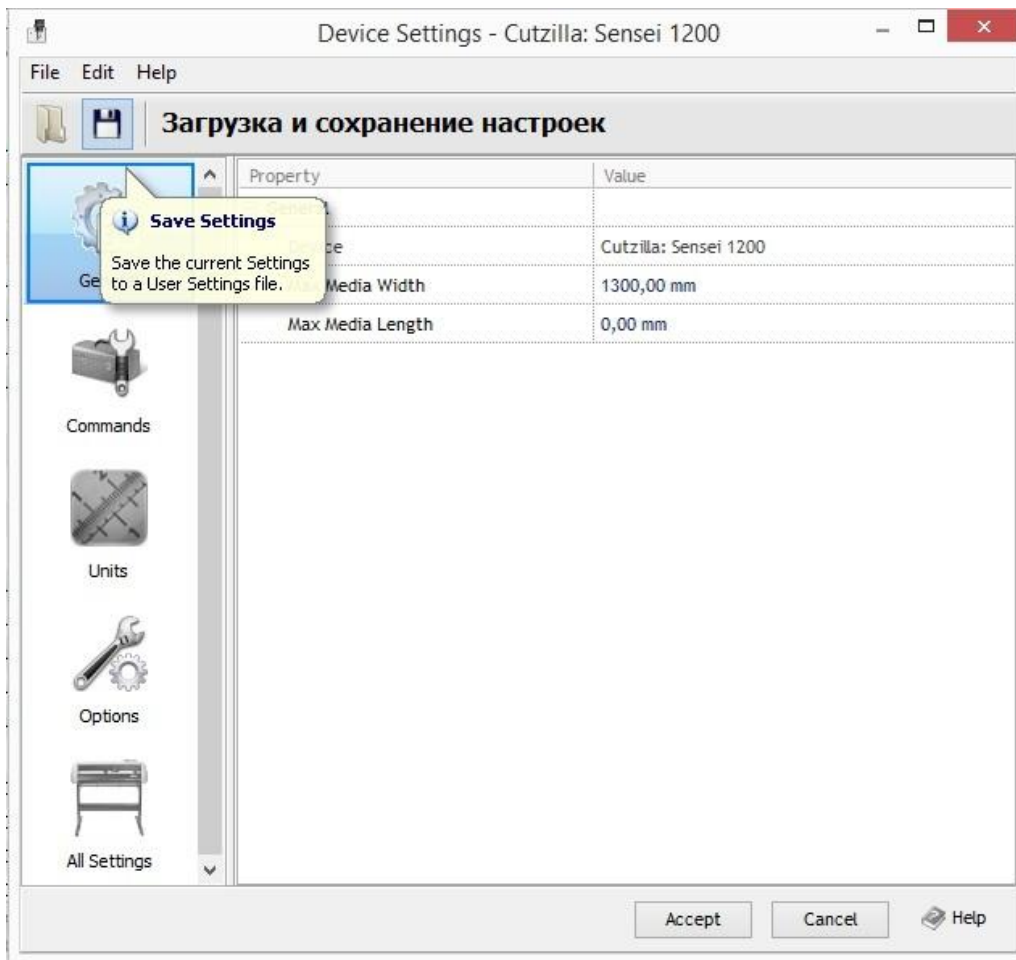 Device Settings - Cutzilla: Sensei 1200
File Edit Help
Загрузка и сохранение настроек
Property Value
Save Settings
Save the current Settings
to a User Settings file.
Cutzilla: Sensei 1200
Media Width 1300,00 mm
Max Media Length 0,00 mm
Commands
Units
Options
All Settings
Accept Cancel Help